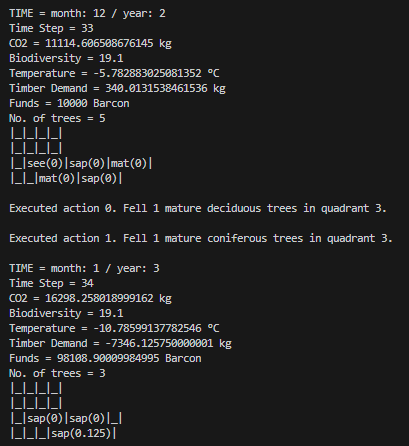 TIME = month: 12 / year: 2
Time Step = 33
CO2 = 11114.606508676145 kg
Biodiversity = 19.1
Temperature = -5.782883025081352 ºC
Timber Demand = 340.0131538461536 kg
Funds = 10000 Barcon
No. of trees = 5
|_|_|_|_|
|_|_|_|_|
|_|see(0)|sap(0)|mat(0)|
|_|_|mat(0)|sap(0)|
Executed action 0. Fell 1 mature deciduous trees in quadrant 3.
Executed action 1. Fell 1 mature coniferous trees in quadrant 3.
TIME = month: 1 / year: 3
Time Step = 34
CO2 = 16298.258018999162 kg
Biodiversity = 19.1
Temperature = -10.78599137782546 ºC
Timber Demand = -7346.125750000001 kg
Funds = 98108.90009984995 Barcon
No. of trees = 3
|_|_|_|_|
|_|_|_|_|
|_|sap(0)|sap(0)|_|
|_|_|_|sap(0.125)|